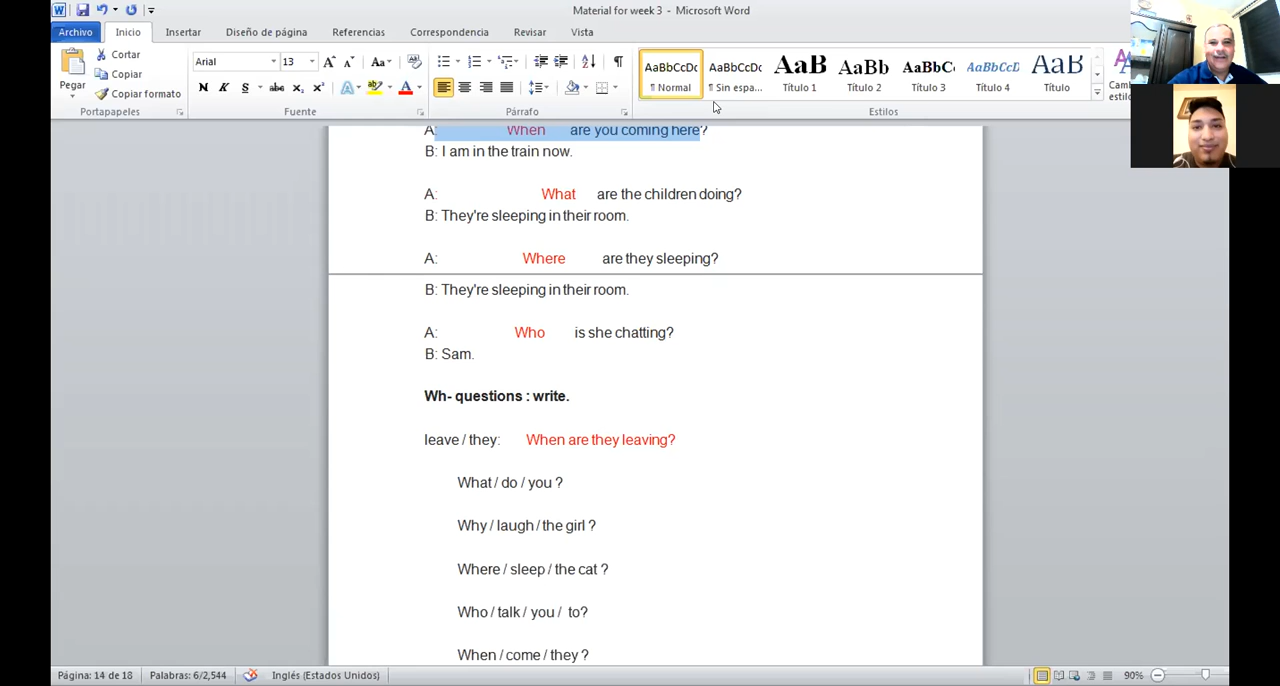 Material for week 3 - Microsoft Word
Archivo Inicio Insertar Diseño de página Referencias Correspondencia Revisar Vista
Pegar
Cortar
Copiar
Copiar formato
Portapapeles
Arial 13
N K S abc x₂ x²
Fuente
Párrafo
AaBbCcDc AaBbCcDc AaB AaBb AaBbC AaBbCcD AaB
¶ Normal ¶ Sin espa... Título 1 Título 2 Título 3 Título 4 Título
Estilos
A: When are you coming here?
B: I am in the train now.
A: What are the children doing?
B: They're sleeping in their room.
A: Where are they sleeping?
B: They're sleeping in their room.
A: Who is she chatting?
B: Sam.
Wh- questions : write.
leave / they: When are they leaving?
What / do / you ?
Why / laugh / the girl ?
Where / sleep / the cat ?
Who / talk / you / to?
When / come / they ?
Página: 14 de 18 Palabras: 6/2,544 Inglés (Estados Unidos) 90%